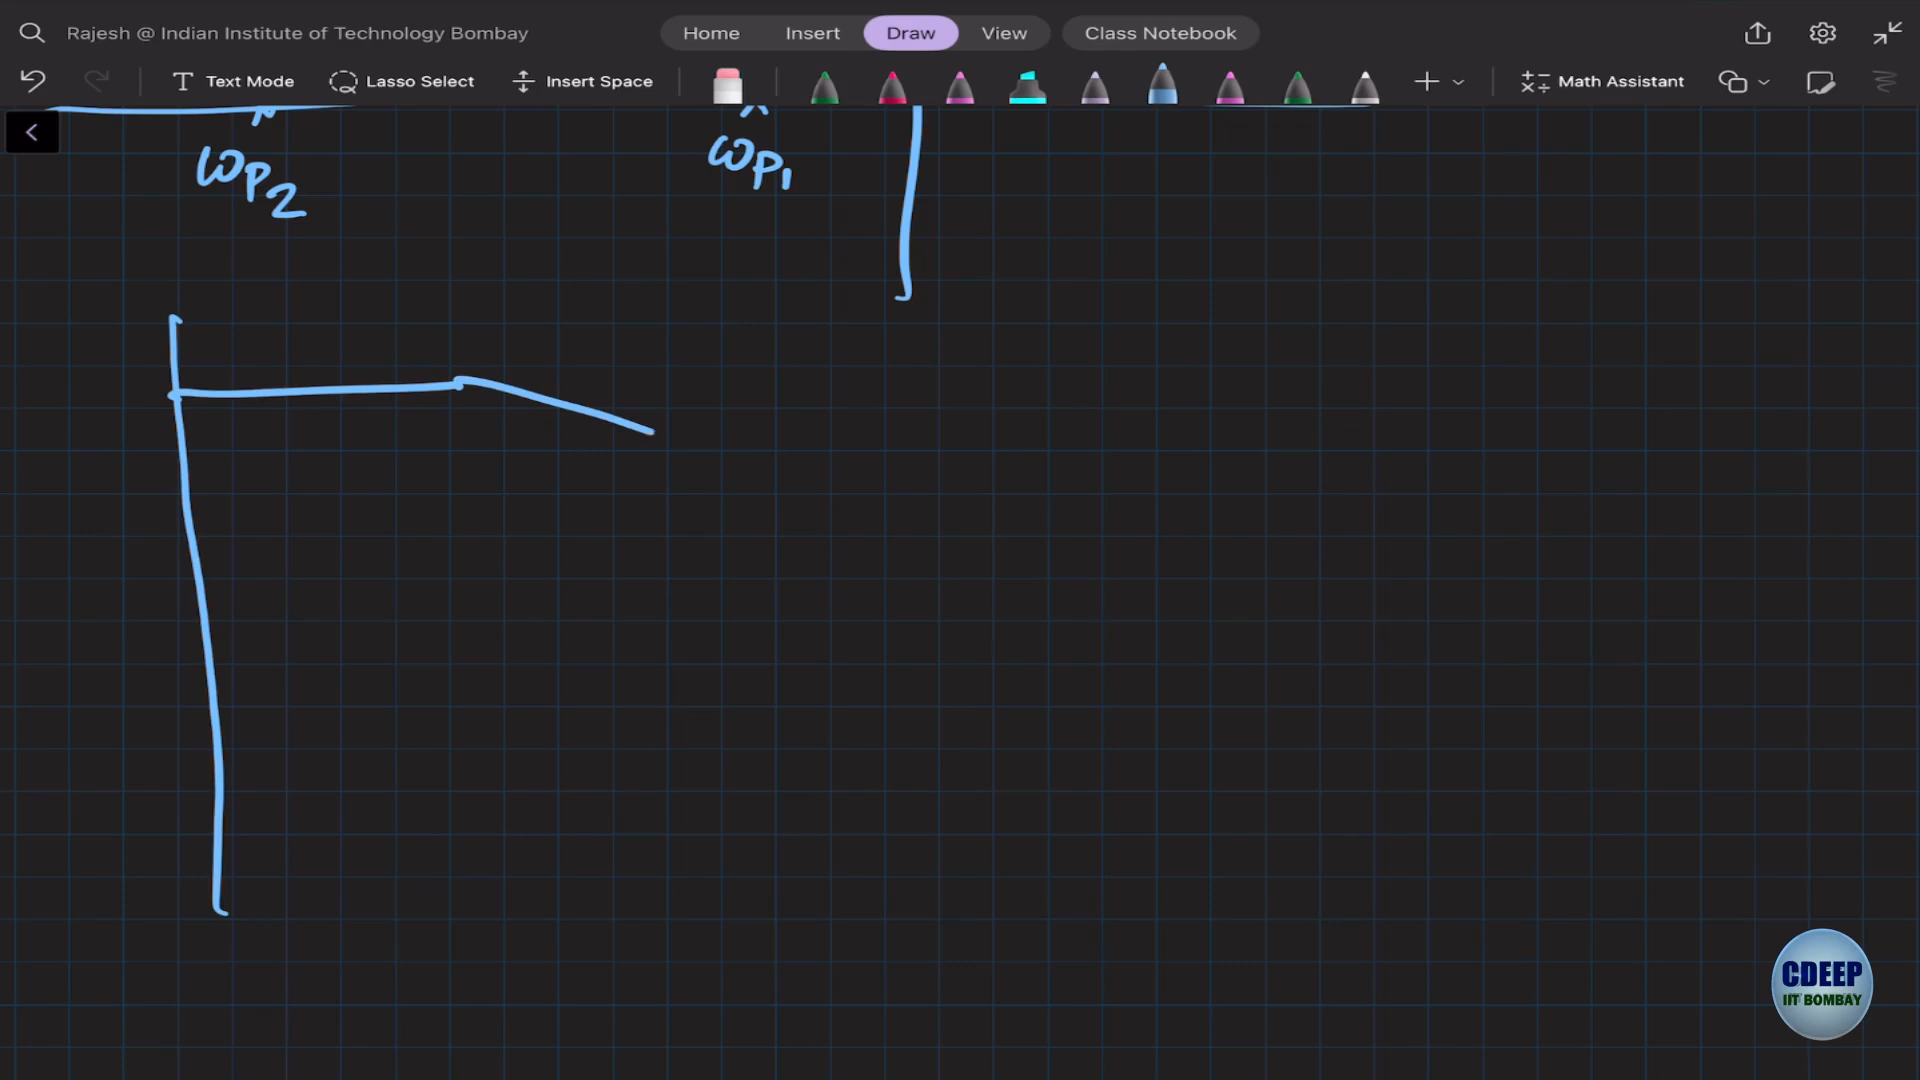 Rajesh @ Indian Institute of Technology Bombay
Home Insert Draw View Class Notebook
Text Mode Lasso Select Insert Space Math Assistant
ωp2 ωp1
CDEEP
IIT BOMBAY